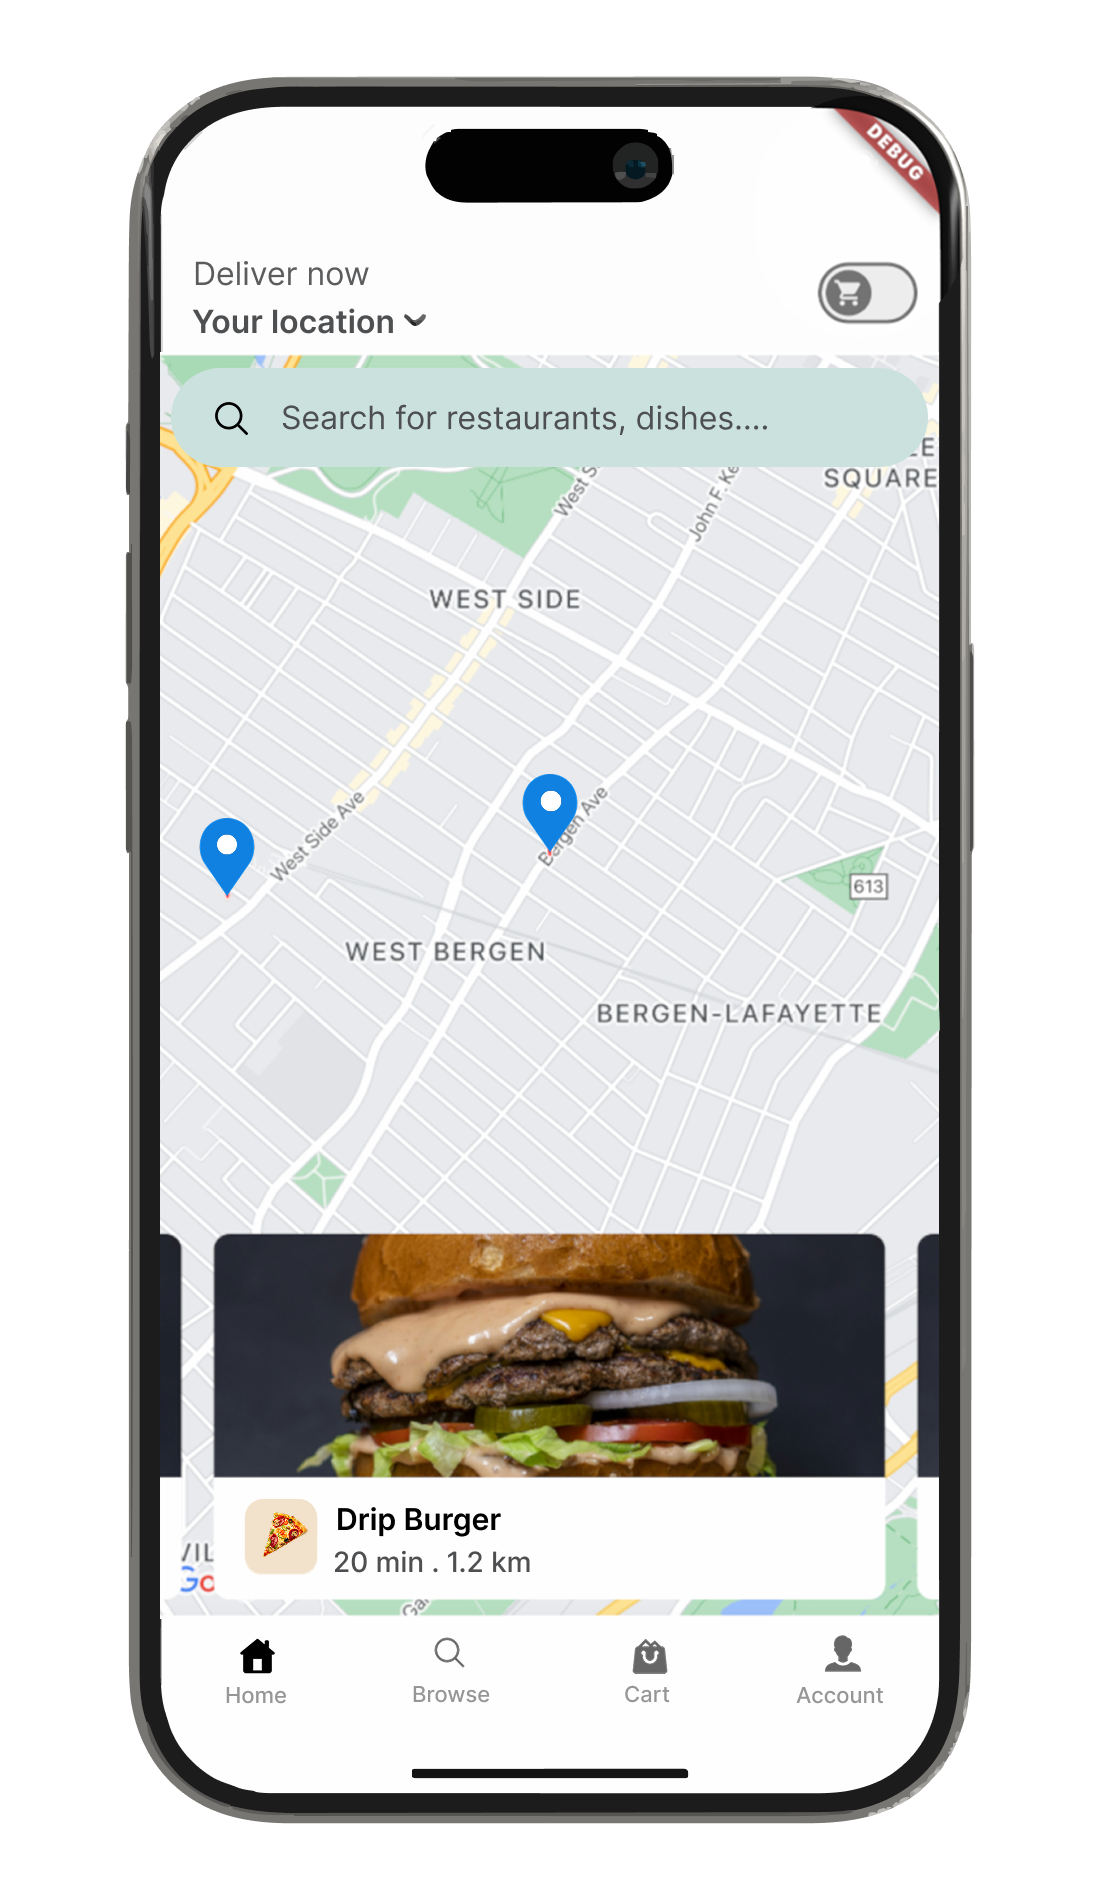 DEBUG
Deliver now
Your location
Search for restaurants, dishes....
SQUARE
West S
John F. Ke
WEST SIDE
West Side Ave
Bergen Ave
613
WEST BERGEN
BERGEN-LAFAYETTE
Drip Burger
20 min . 1.2 km
Home
Browse
Cart
Account